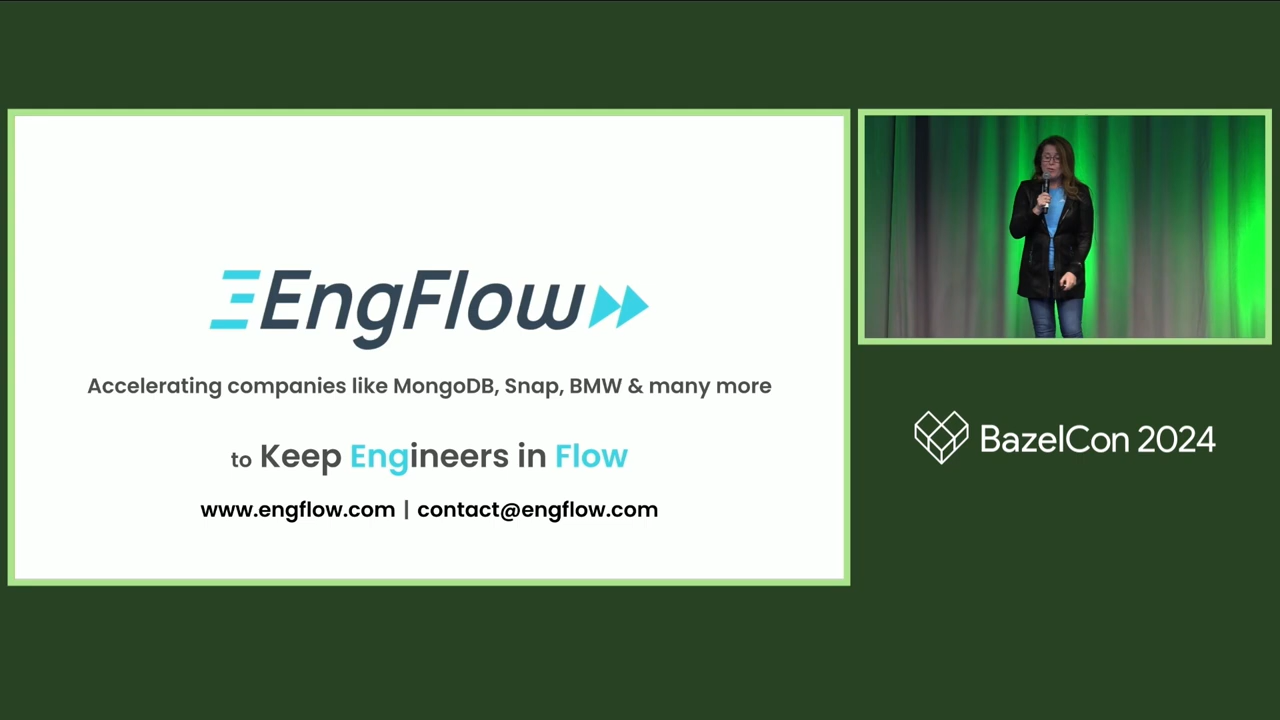 EngFlow
Accelerating companies like MongoDB, Snap, BMW & many more
to Keep Engineers in Flow
www.engflow.com | contact@engflow.com
BazelCon 2024